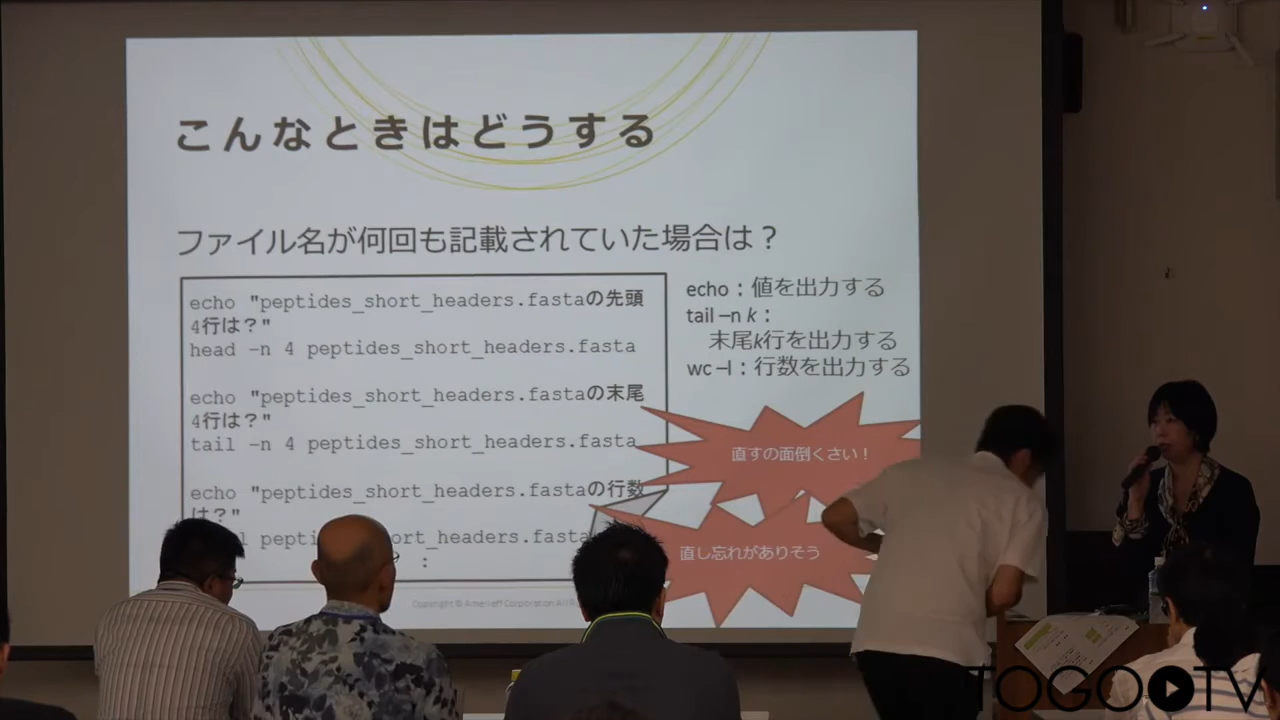 こんなときはどうする
ファイル名が何回も記載されていた場合は？
echo "peptides_short_headers.fastaの先頭
4行は？"
head –n 4 peptides_short_headers.fasta
echo "peptides_short_headers.fastaの末尾
4行は？"
tail –n 4 peptides_short_headers.fasta
echo "peptides_short_headers.fastaの行数
は？"
:
echo：値を出力する
tail –n k：
末尾k行を出力する
wc –l：行数を出力する
直すの面倒くさい！
直し忘れがありそう
Copyright © Amelieff Corporation All
TOGO TV